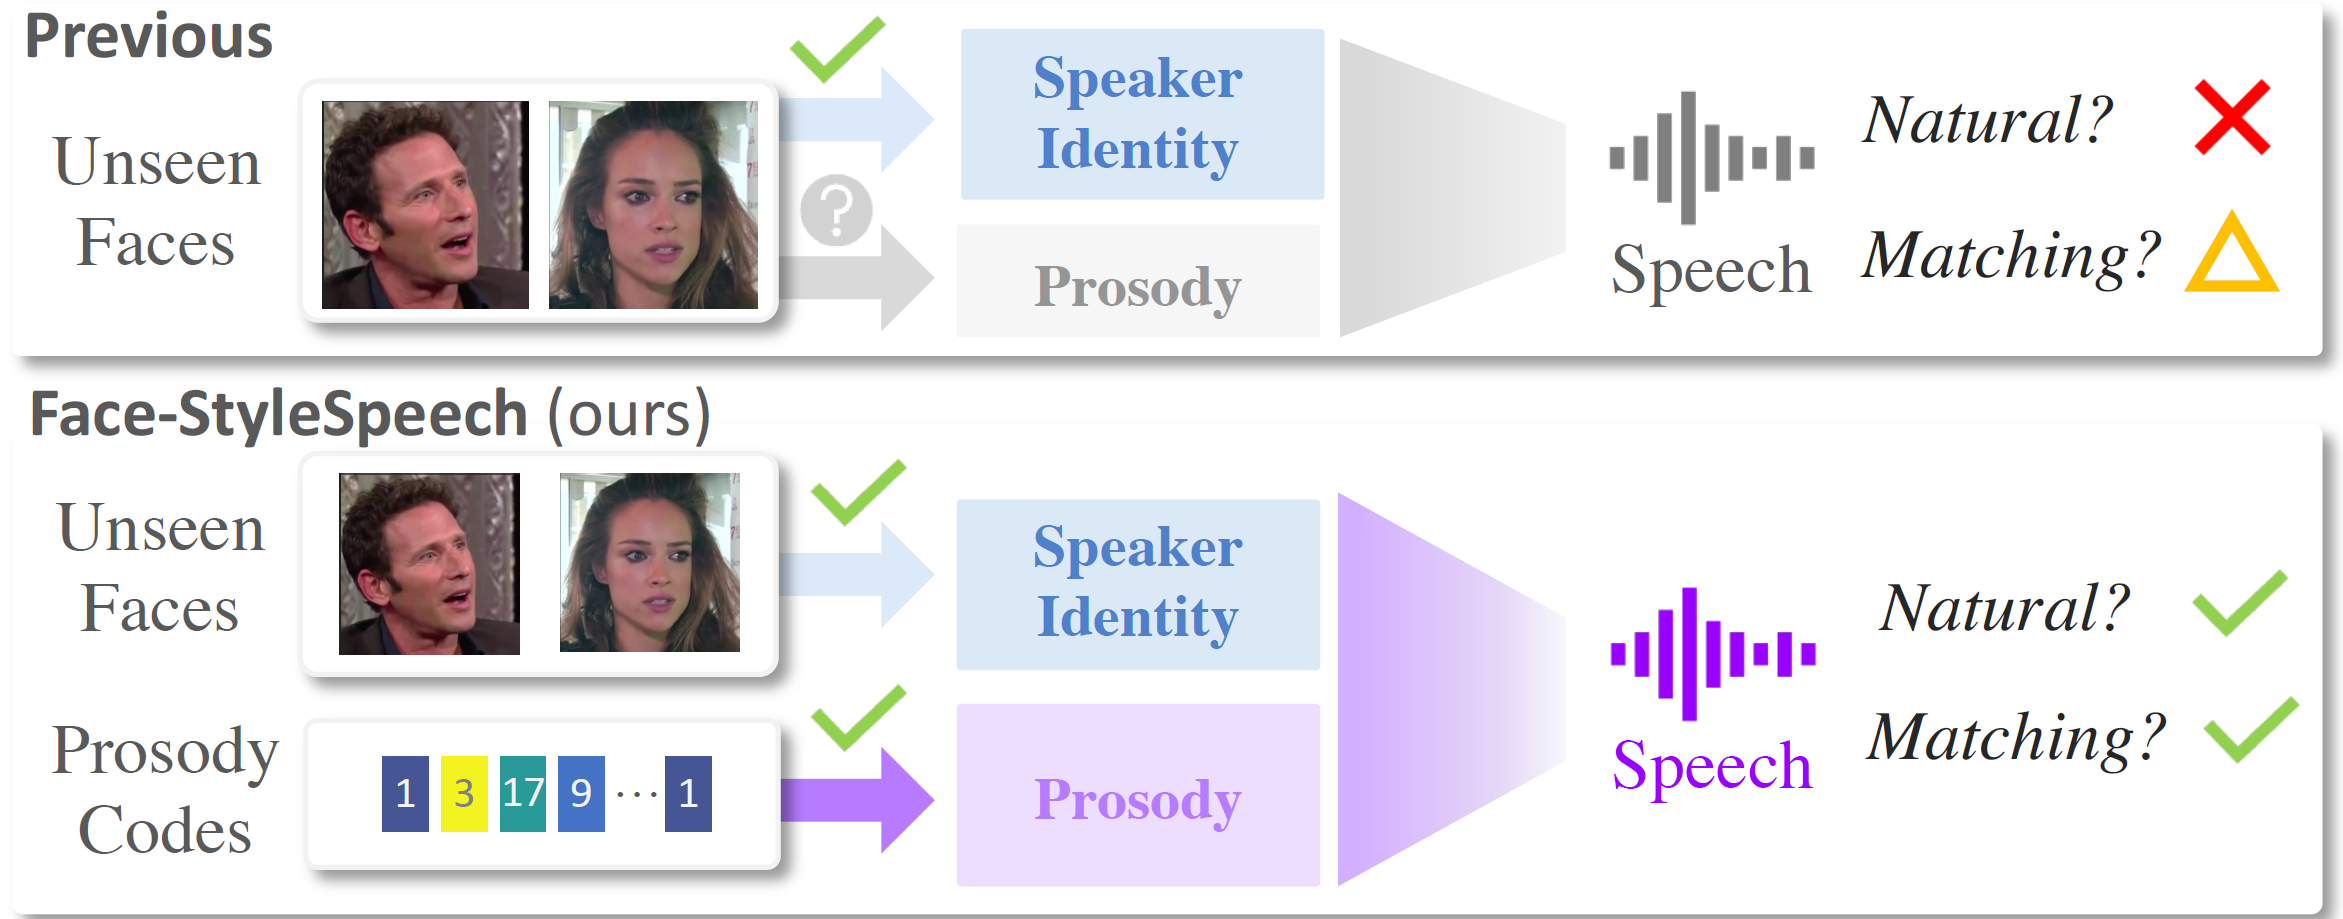 Previous
Unseen
Faces
?
Speaker
Identity
Prosody
Speech
Natural?
Matching?
Face-StyleSpeech (ours)
Unseen
Faces
Speaker
Identity
Prosody
Codes
1 3 17 9 ··· 1
Prosody
Speech
Natural?
Matching?